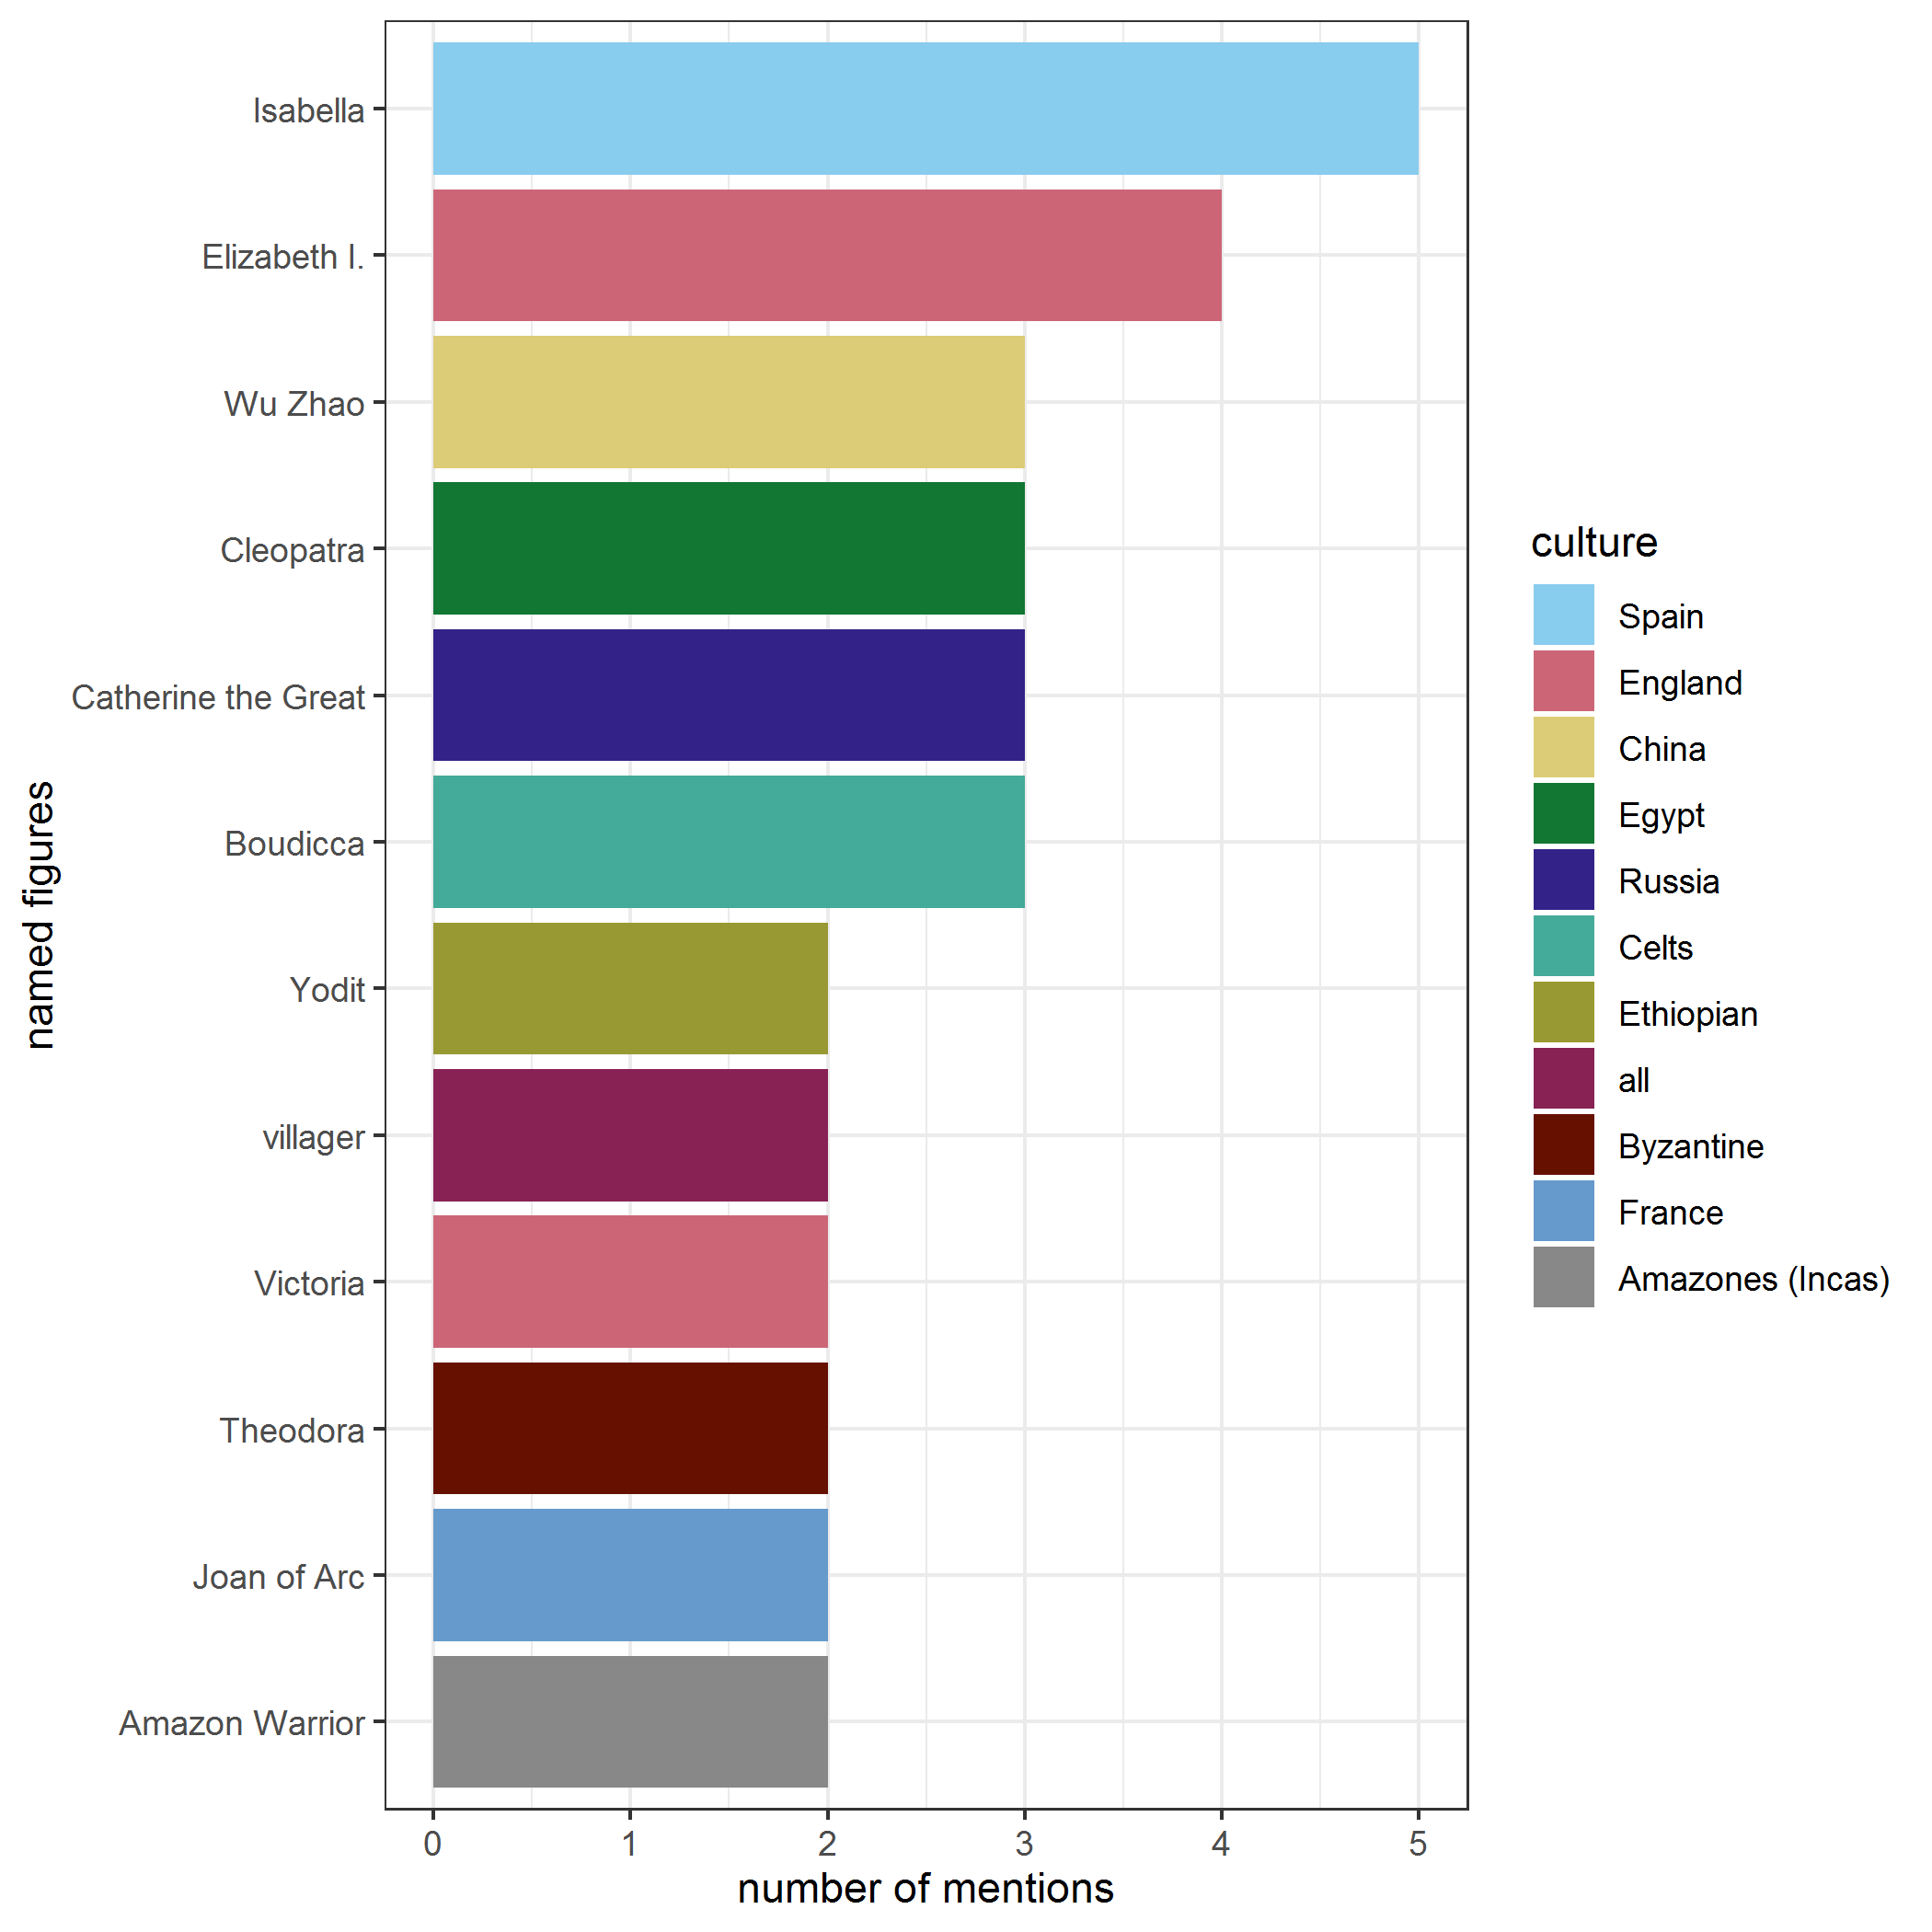 Isabella
Elizabeth I.
Wu Zhao
Cleopatra
Catherine the Great
Boudicca
Yodit
villager
Victoria
Theodora
Joan of Arc
Amazon Warrior
named figures
0 1 2 3 4 5
number of mentions
culture
Spain
England
China
Egypt
Russia
Celts
Ethiopian
all
Byzantine
France
Amazones (Incas)